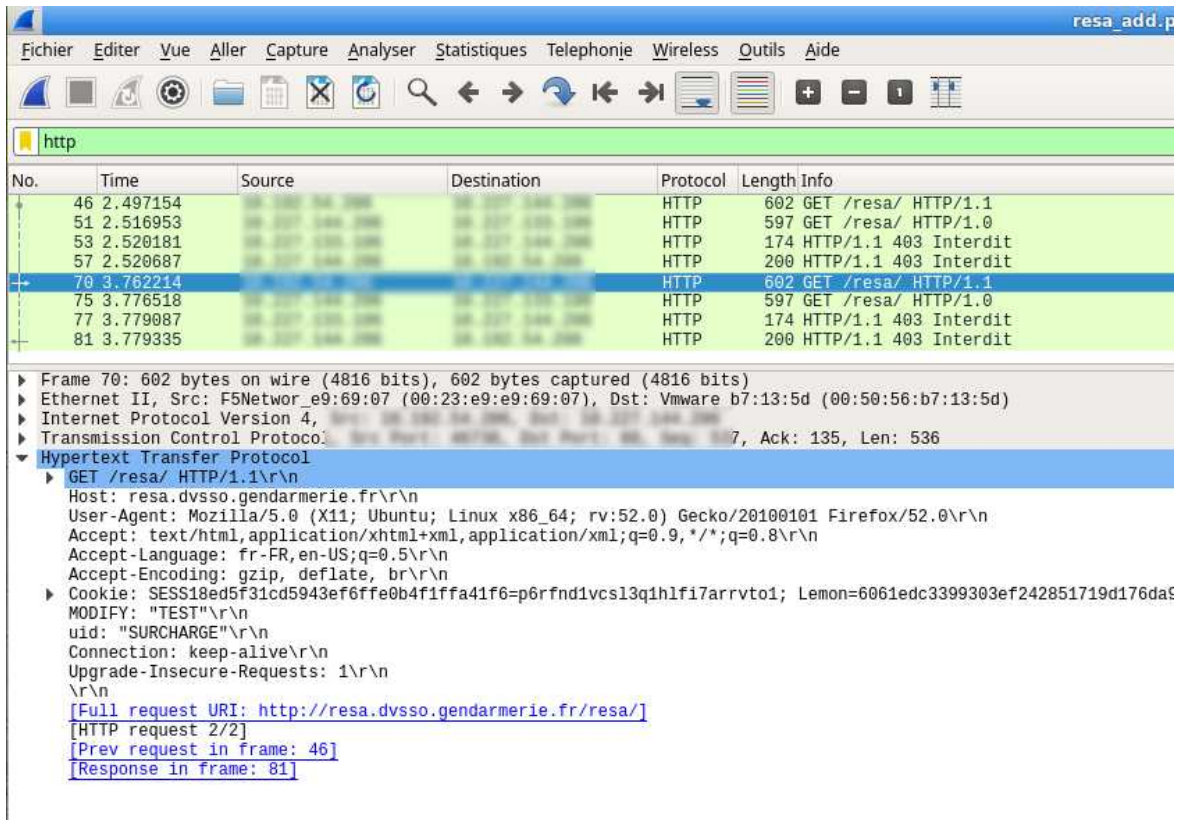 resa_add.p
Fichier Editer Vue Aller Capture Analyser Statistiques Telephonie Wireless Outils Aide
http
No. Time Source Destination Protocol Length Info
46 2.497154 HTTP 602 GET /resa/ HTTP/1.1
51 2.516953 HTTP 597 GET /resa/ HTTP/1.0
53 2.520181 HTTP 174 HTTP/1.1 403 Interdit
57 2.520687 HTTP 200 HTTP/1.1 403 Interdit
70 3.762214 HTTP 602 GET /resa/ HTTP/1.1
75 3.776518 HTTP 597 GET /resa/ HTTP/1.0
77 3.779087 HTTP 174 HTTP/1.1 403 Interdit
81 3.779335 HTTP 200 HTTP/1.1 403 Interdit
Frame 70: 602 bytes on wire (4816 bits), 602 bytes captured (4816 bits)
Ethernet II, Src: F5Networ_e9:69:07 (00:23:e9:e9:69:07), Dst: Vmware b7:13:5d (00:50:56:b7:13:5d)
Internet Protocol Version 4,
Transmission Control Protocol 7, Ack: 135, Len: 536
Hypertext Transfer Protocol
GET /resa/ HTTP/1.1\r\n
Host: resa.dvsso.gendarmerie.fr\r\n
User-Agent: Mozilla/5.0 (X11; Ubuntu; Linux x86_64; rv:52.0) Gecko/20100101 Firefox/52.0\r\n
Accept: text/html,application/xhtml+xml,application/xml;q=0.9,*/*;q=0.8\r\n
Accept-Language: fr-FR,en-US;q=0.5\r\n
Accept-Encoding: gzip, deflate, br\r\n
Cookie: SESS18ed5f31cd5943ef6ffe0b4f1ffa41f6=p6rfnd1vcsl3q1hlfi7arrvto1; Lemon=6061edc3399303ef242851719d176da9
MODIFY: "TEST"\r\n
uid: "SURCHARGE"\r\n
Connection: keep-alive\r\n
Upgrade-Insecure-Requests: 1\r\n
\r\n
[Full request URI: http://resa.dvsso.gendarmerie.fr/resa/]
[HTTP request 2/2]
[Prev request in frame: 46]
[Response in frame: 81]